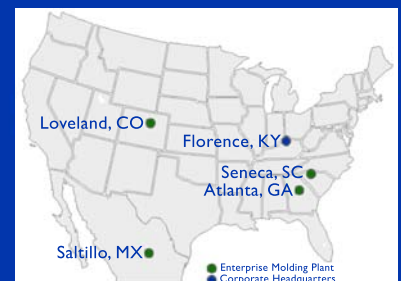 Loveland, CO
Florence, KY
Seneca, SC
Atlanta, GA
Saltillo, MX
Enterprise Molding Plant
Corporate Headquarters